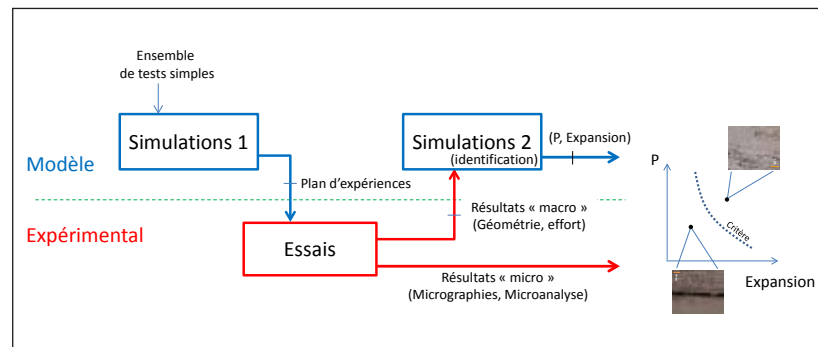 Ensemble
de tests simples
Simulations 1
Simulations 2
(identification)
(P, Expansion)
Modèle
Plan d'expériences
P
Expérimental
Essais
Résultats « macro »
(Géométrie, effort)
Critère
Résultats « micro »
(Micrographies, Microanalyse)
Expansion